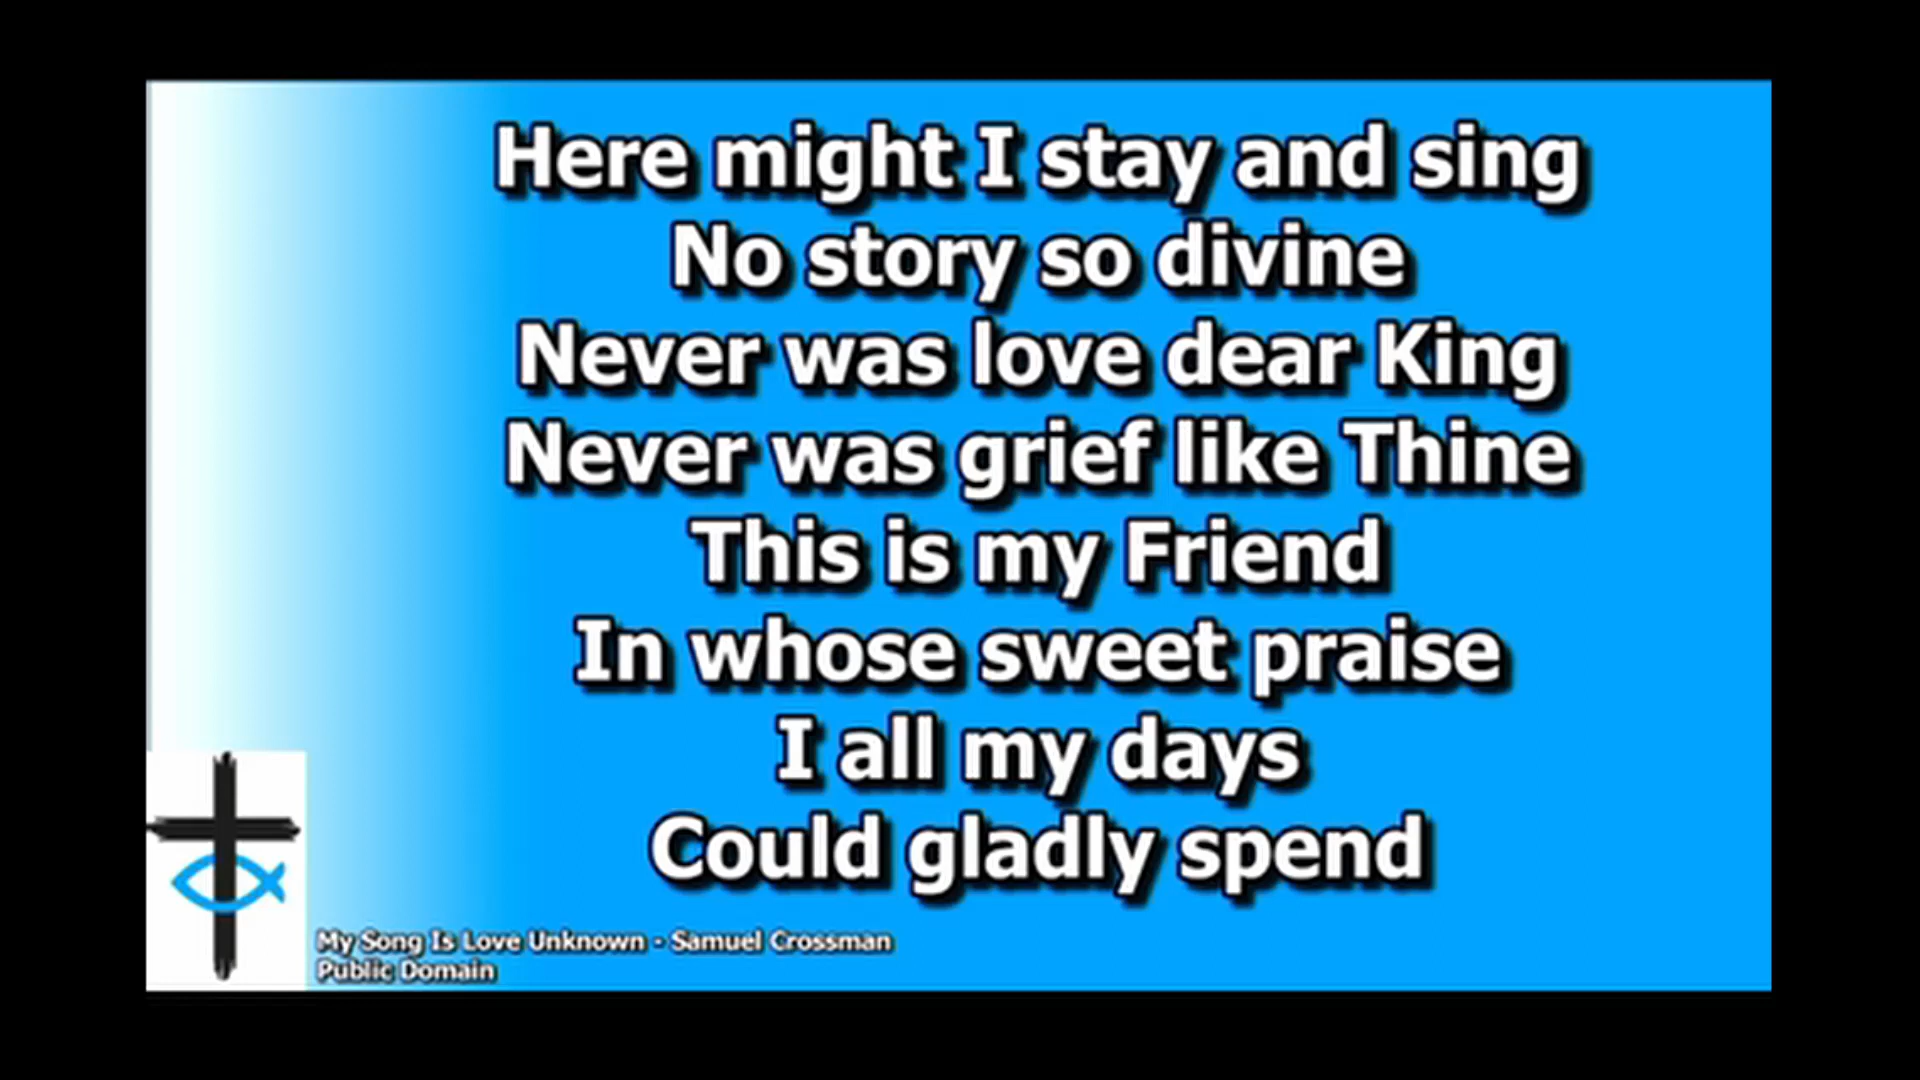 Here might I stay and sing
No story so divine
Never was love dear King
Never was grief like Thine
This is my Friend
In whose sweet praise
I all my days
Could gladly spend
My Song Is Love Unknown - Samuel Crossman
Public Domain